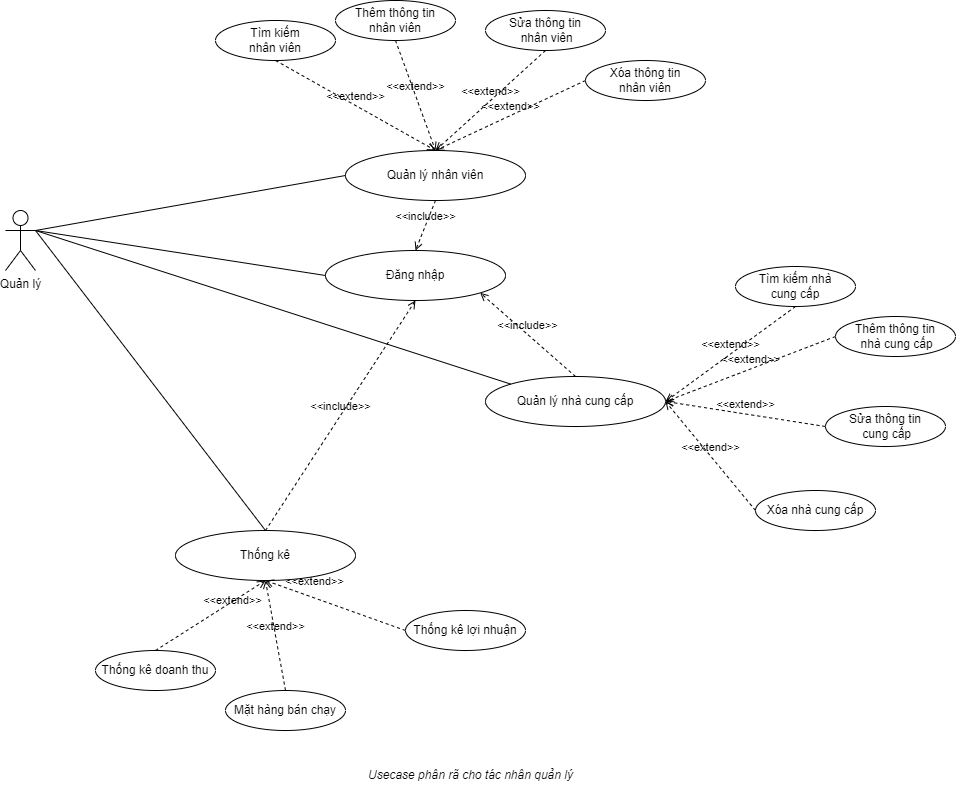 Tìm kiếm
nhân viên
Thêm thông tin
nhân viên
Sửa thông tin
nhân viên
Xóa thông tin
nhân viên
<<extend>>
<<extend>>
<<extend>>
<<extend>>
Quản lý nhân viên
<<include>>
Quản lý
Đăng nhập
<<include>>
Tìm kiếm nhà
cung cấp
Thêm thông tin
nhà cung cấp
<<extend>>
<<extend>>
Quản lý nhà cung cấp
<<extend>>
Sửa thông tin
cung cấp
<<include>>
<<extend>>
Xóa nhà cung cấp
Thống kê
<<extend>>
<<extend>>
<<extend>>
Thống kê lợi nhuận
Thống kê doanh thu
Mặt hàng bán chạy
Usecase phân rã cho tác nhân quản lý